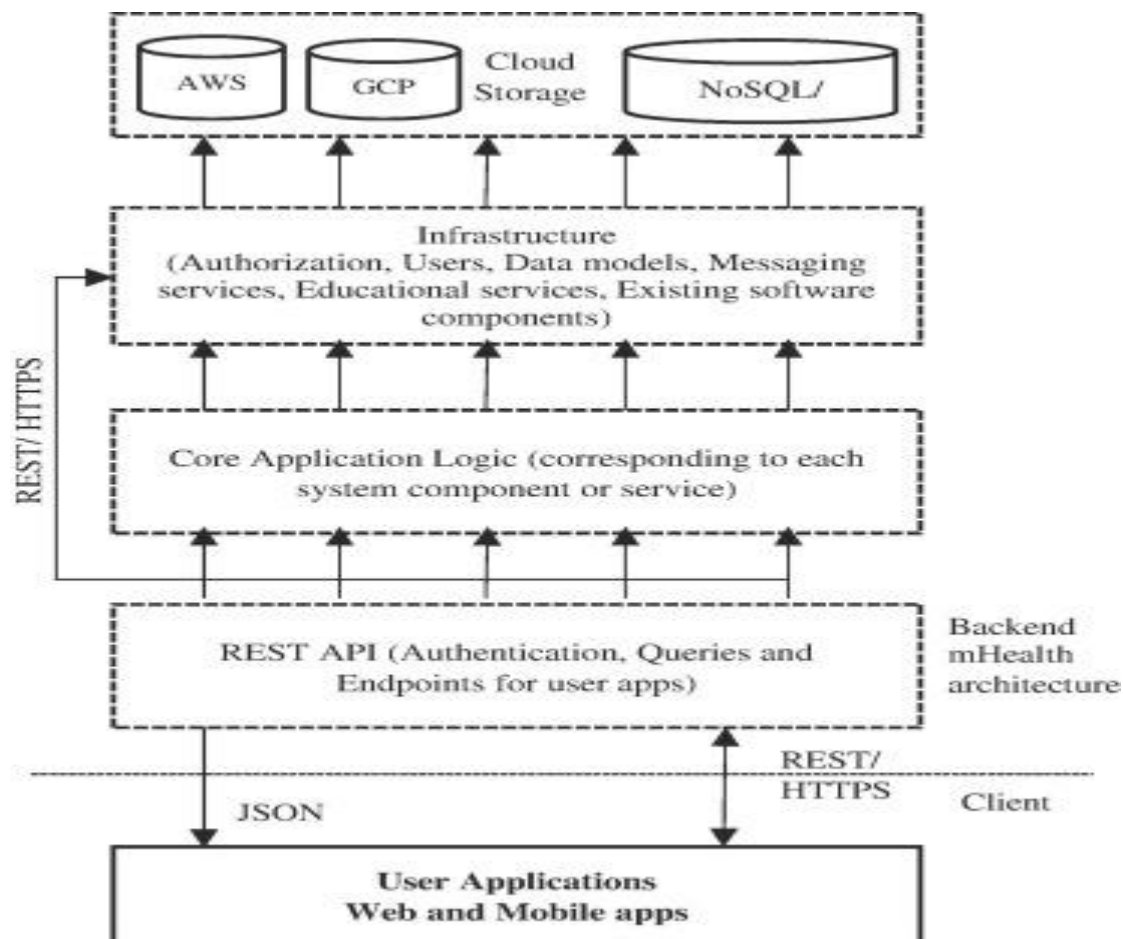 AWS
GCP
Cloud
Storage
NoSQL/
Infrastructure
(Authorization, Users, Data models, Messaging
services, Educational services, Existing software
components)
REST/ HTTPS
Core Application Logic (corresponding to each
system component or service)
REST API (Authentication, Queries and
Endpoints for user apps)
Backend
mHealth
architecture
REST/
HTTPS
JSON
Client
User Applications
Web and Mobile apps